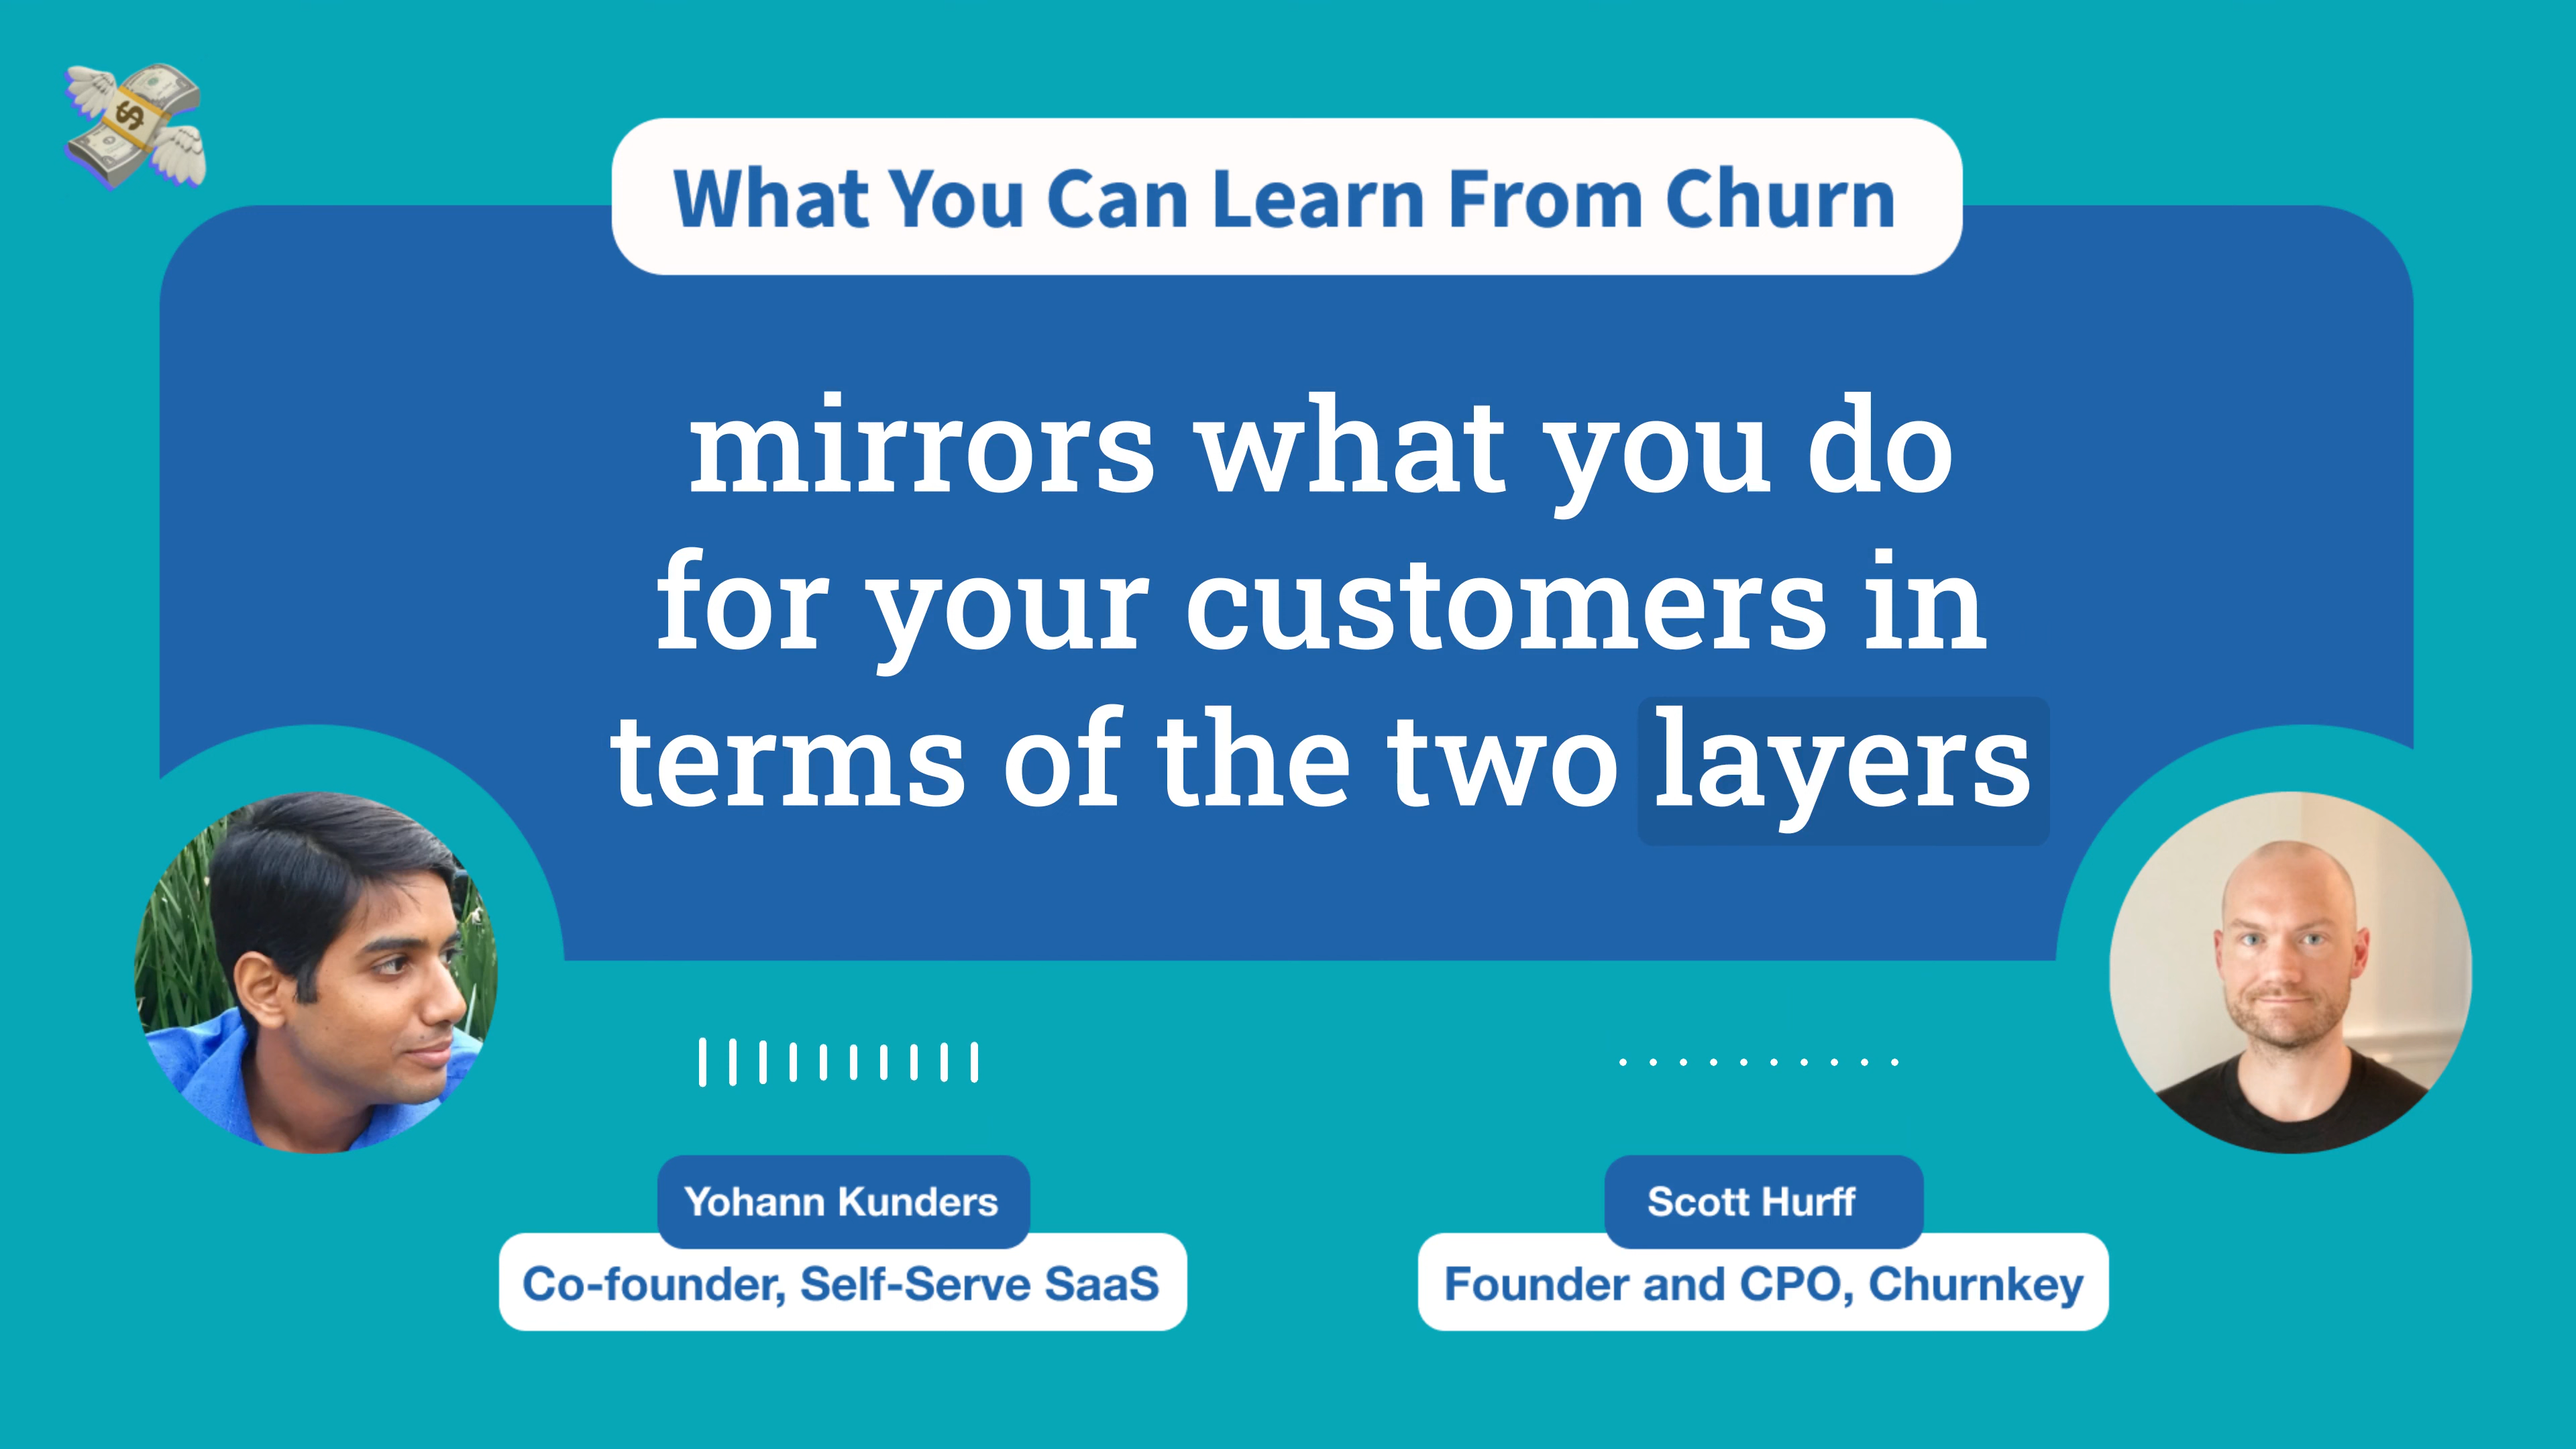 What You Can Learn From Churn
mirrors what you do
for your customers in
terms of the two layers
Yohann Kunders
Co-founder, Self-Serve SaaS
Scott Hurff
Founder and CPO, Churnkey